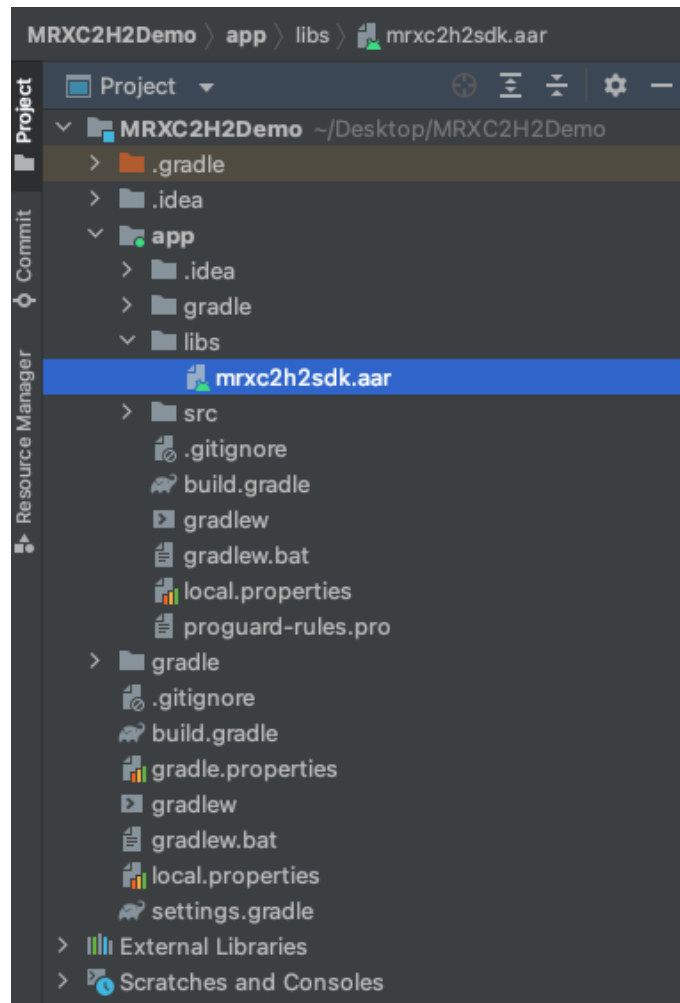 MRXC2H2Demo 〉 app 〉 libs 〉 mrxc2h2sdk.aar
Project
Commit
Resource Manager
Project
MRXC2H2Demo ~/Desktop/MRXC2H2Demo
.gradle
.idea
app
.idea
gradle
libs
mrxc2h2sdk.aar
src
.gitignore
build.gradle
gradlew
gradlew.bat
local.properties
proguard-rules.pro
gradle
.gitignore
build.gradle
gradle.properties
gradlew
gradlew.bat
local.properties
settings.gradle
External Libraries
Scratches and Consoles